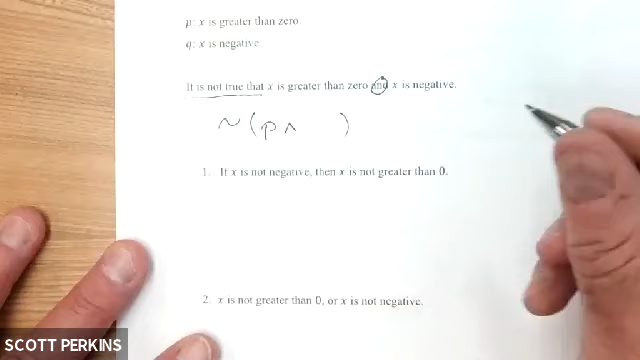 p: x is greater than zero.
q: x is negative.
It is not true that x is greater than zero and x is negative.
~ ( p ∧ )
1. If x is not negative, then x is not greater than 0.
2. x is not greater than 0, or x is not negative.
SCOTT PERKINS